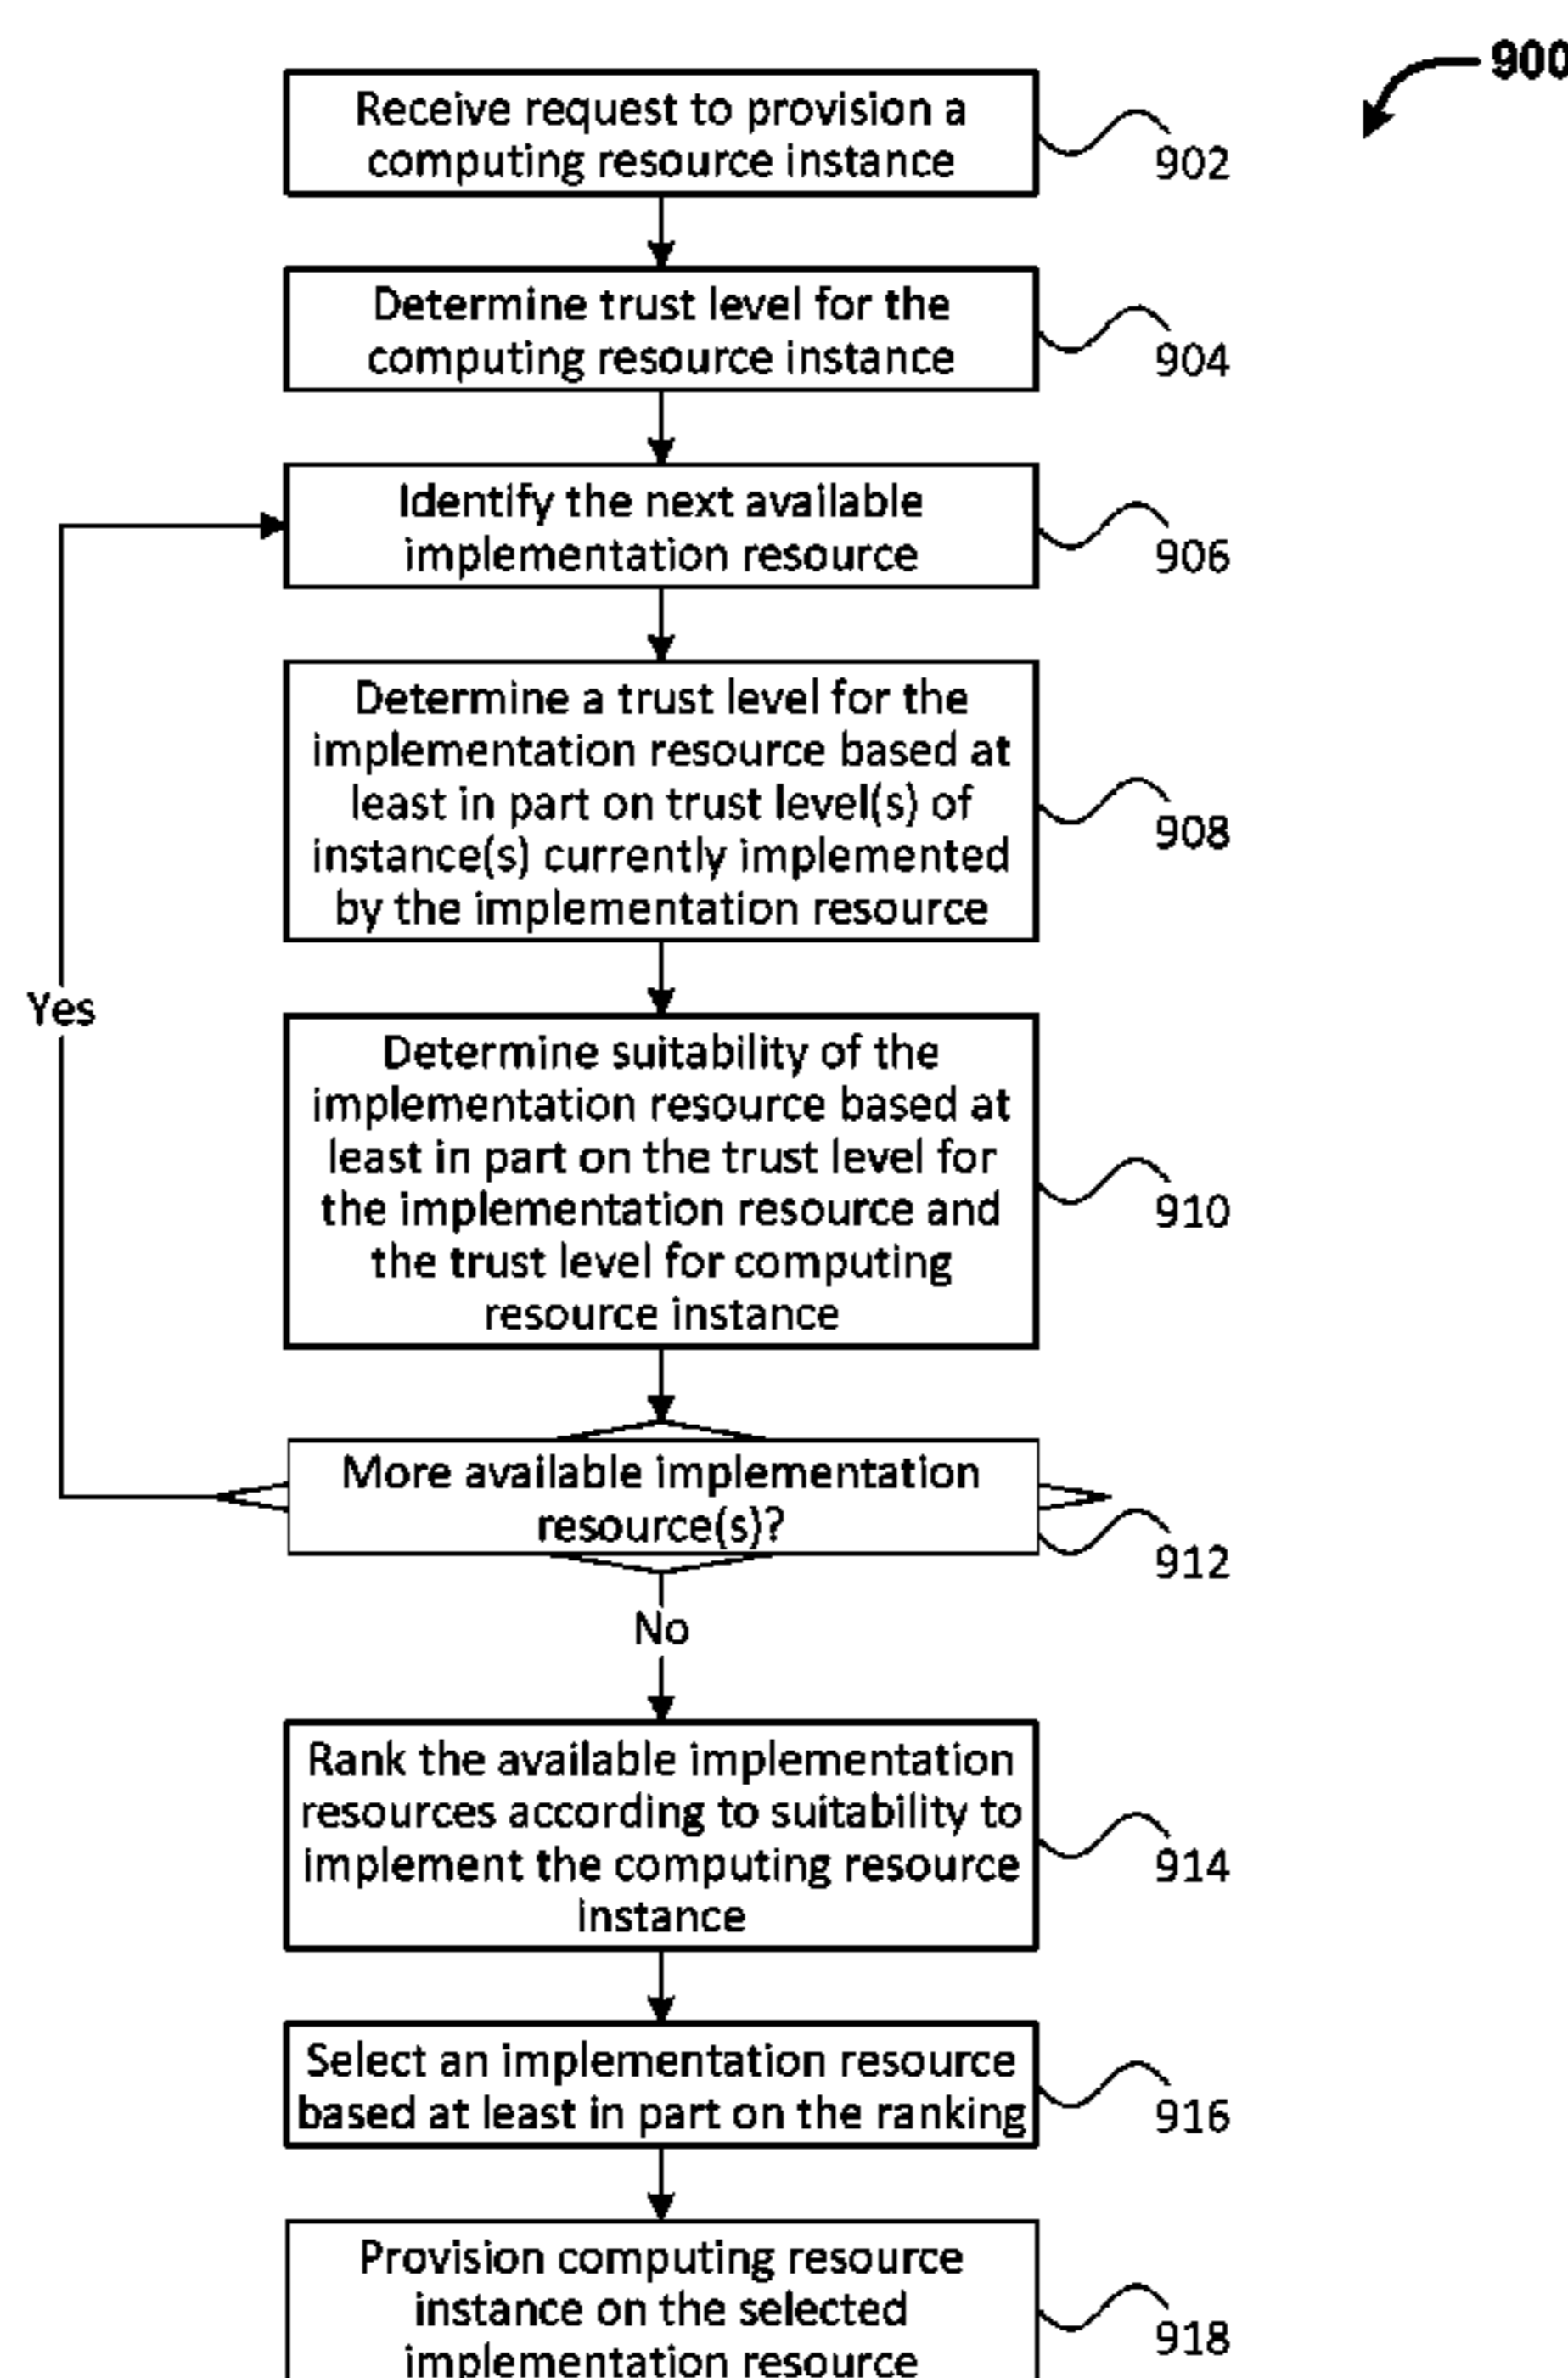 900
Receive request to provision a
computing resource instance
902
Determine trust level for the
computing resource instance
904
Identify the next available
implementation resource
906
Determine a trust level for the
implementation resource based at
least in part on trust level(s) of
instance(s) currently implemented
by the implementation resource
908
Yes
Determine suitability of the
implementation resource based at
least in part on the trust level for
the implementation resource and
the trust level for computing
resource instance
910
More available implementation
resource(s)?
912
No
Rank the available implementation
resources according to suitability to
implement the computing resource
instance
914
Select an implementation resource
based at least in part on the ranking
916
Provision computing resource
instance on the selected
implementation resource
918